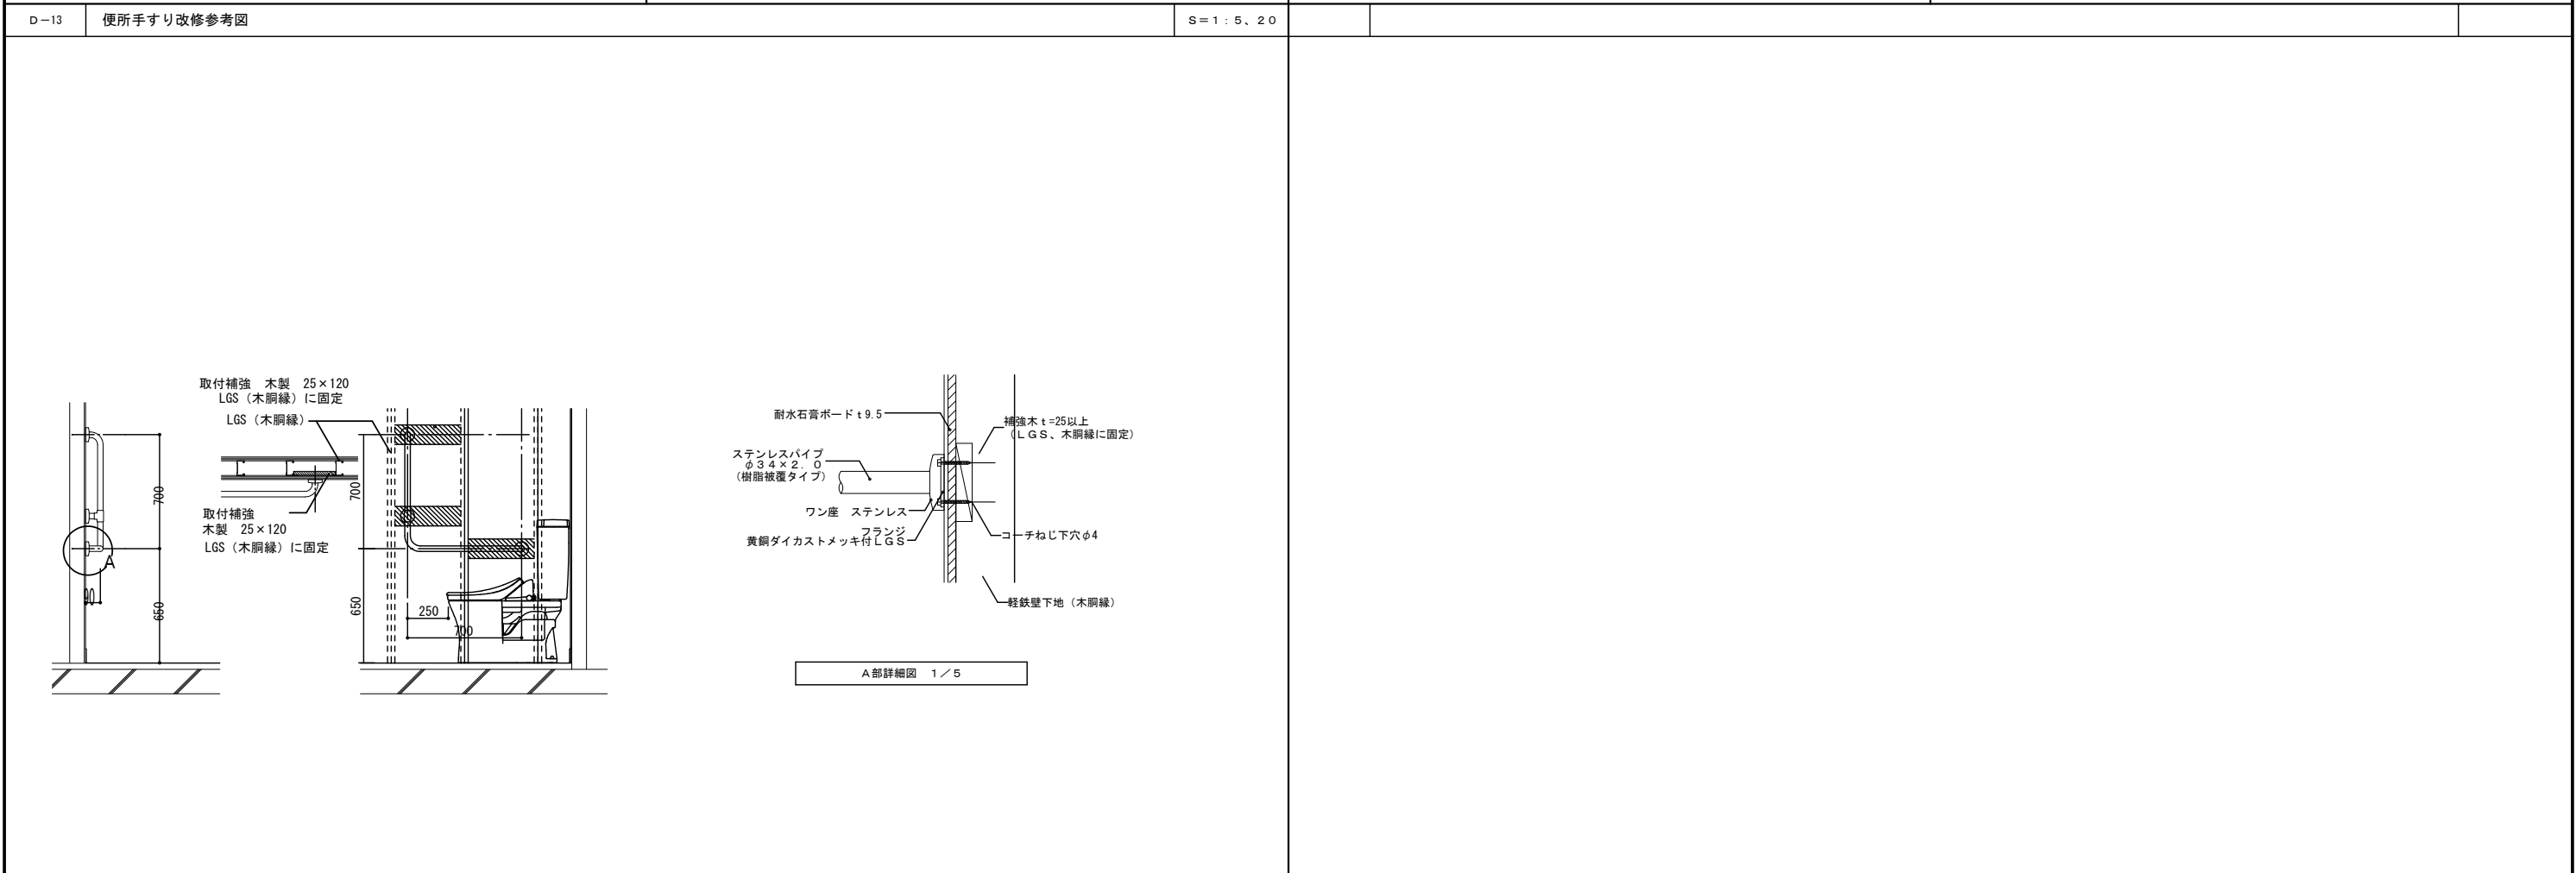 D－13
便所手すり改修参考図
S＝1：5、20
取付補強　木製　25×120
LGS（木胴縁）に固定
LGS（木胴縁）
取付補強
木製　25×120
LGS（木胴縁）に固定
700
650
A
700
650
250
700
耐水石膏ボードｔ9.5
補強木ｔ=25以上
（ＬＧＳ、木胴縁に固定）
ステンレスパイプ
φ３４×２．０
（樹脂被覆タイプ）
ワン座　ステンレス
フランジ
黄銅ダイカストメッキ付ＬＧＳ
コーチねじ下穴φ4
軽鉄壁下地（木胴縁）
Ａ部詳細図　１／５